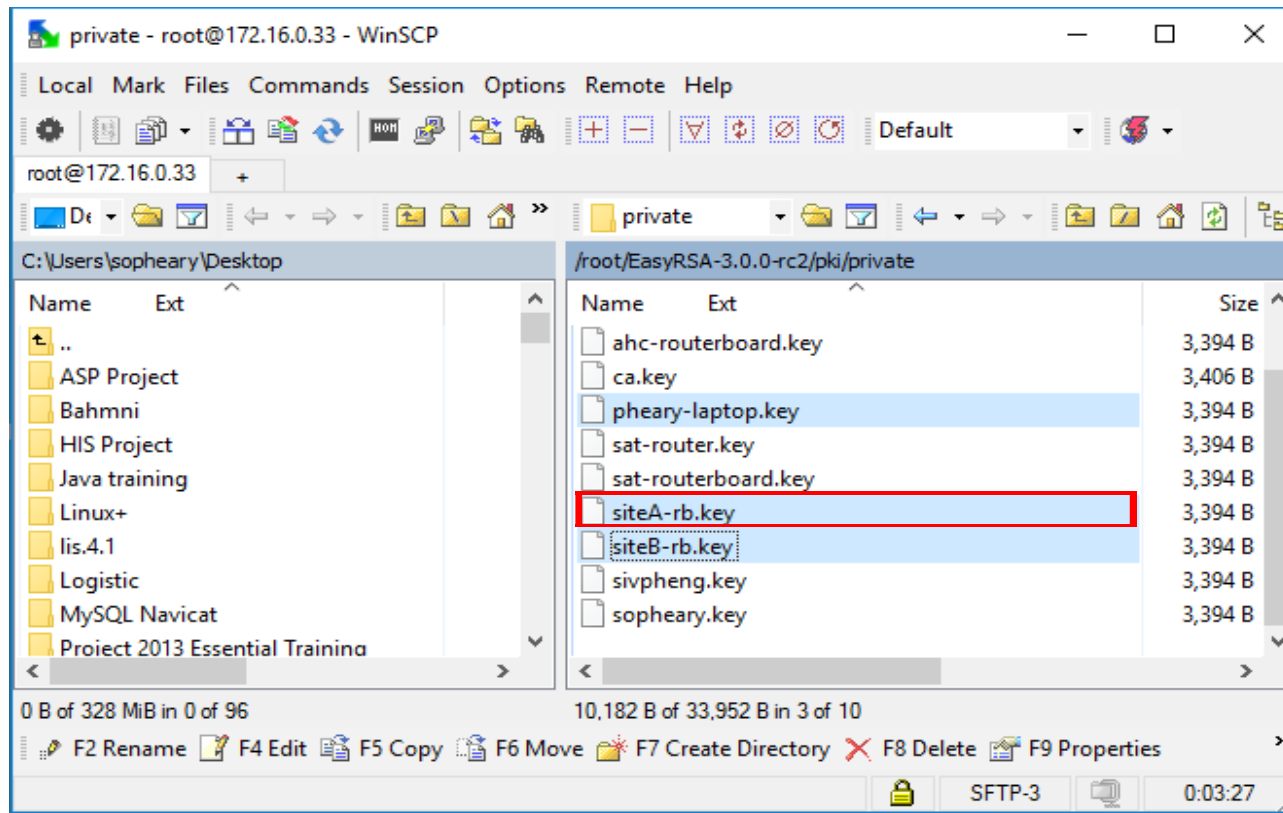 private - root@172.16.0.33 - WinSCP
Local Mark Files Commands Session Options Remote Help
Default
root@172.16.0.33 +
De » private
C:\Users\sopheary\Desktop /root/EasyRSA-3.0.0-rc2/pki/private
Name Ext Name Ext Size
.. ahc-routerboard.key 3,394 B
ASP Project ca.key 3,406 B
Bahmni pheary-laptop.key 3,394 B
HIS Project sat-router.key 3,394 B
Java training sat-routerboard.key 3,394 B
Linux+ siteA-rb.key 3,394 B
lis.4.1 siteB-rb.key 3,394 B
Logistic sivpheng.key 3,394 B
MySQL Navicat sopheary.key 3,394 B
Project 2013 Essential Training
0 B of 328 MiB in 0 of 96 10,182 B of 33,952 B in 3 of 10
F2 Rename F4 Edit F5 Copy F6 Move F7 Create Directory F8 Delete F9 Properties »
SFTP-3 0:03:27